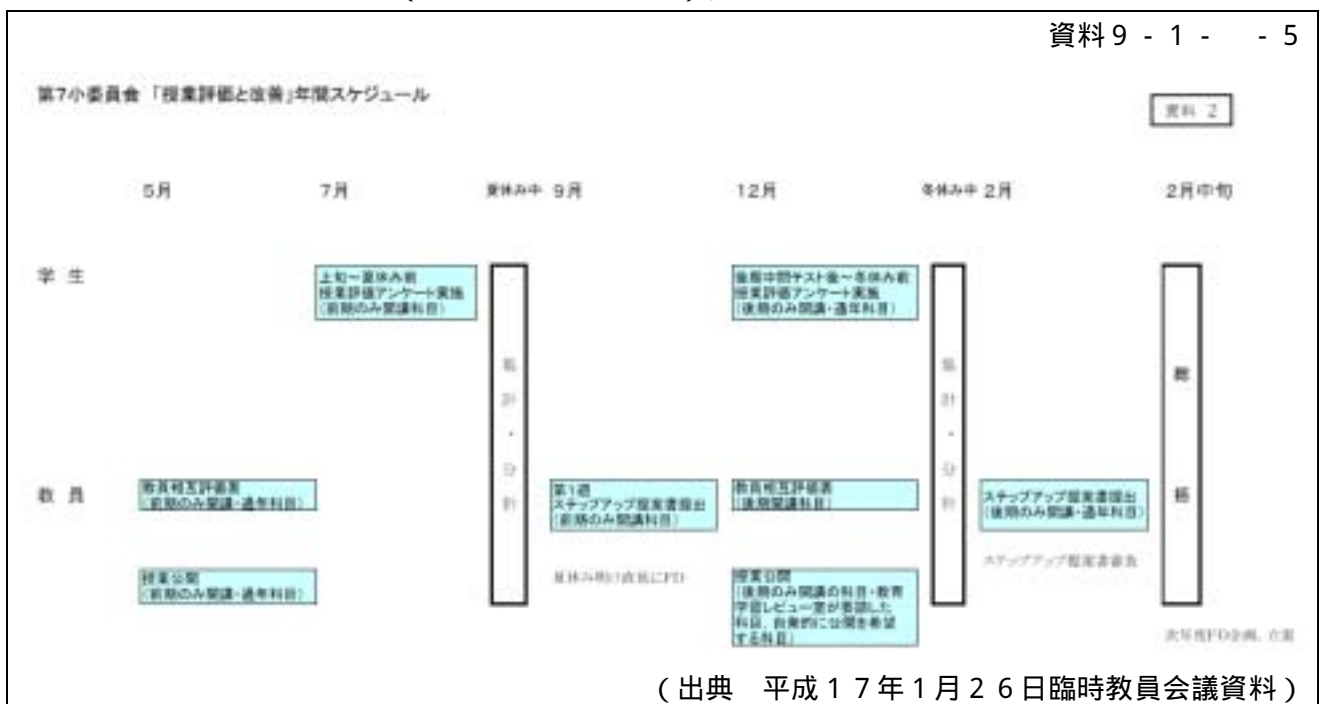 資料９－１－　－５
第7小委員会「授業評価と改善」年間スケジュール
資料 2
5月
7月
夏休み中 9月
12月
冬休み中 2月
2月中旬
学 生
上旬～夏休み前
授業評価アンケート実施
(前期のみ開講科目)
集計・分析
後期中間テスト後～冬休み前
授業評価アンケート実施
(後期のみ開講・通年科目)
集計・分析
総括
教 員
教員相互評価表
(前期のみ開講・通年科目)
第1週
ステップアップ提案書提出
(前期のみ開講科目)
教員相互評価表
(後期開講科目)
ステップアップ提案書提出
(後期のみ開講・通年科目)
授業公開
(前期のみ開講・通年科目)
夏休み明け直後にFD
授業公開
(後期のみ開講の科目・教育
学習レビュー室が委託した
科目、自発的に公開を希望
する科目)
ステップアップ提案書審査
次年度FD企画、立案
(出典　平成１７年１月２６日臨時教員会議資料)